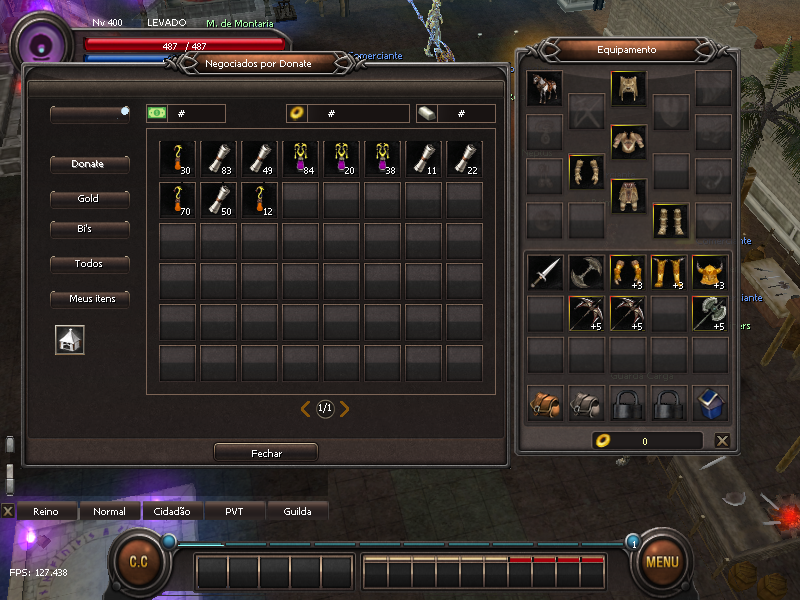 Nv 400 LEVADO M. de Montaria
487 / 487
Comerciante
Negociados por Donate
Equipamento
# # #
Donate
Gold
Bi's
Todos
Meus itens
30 83 49 84 20 38 11 22
70 50 12
+3 +3 +3
+5 +5 +5
1/1
Fechar
0
Reino Normal Cidadão PVT Guilda
C.C
1
MENU
FPS: 127.438